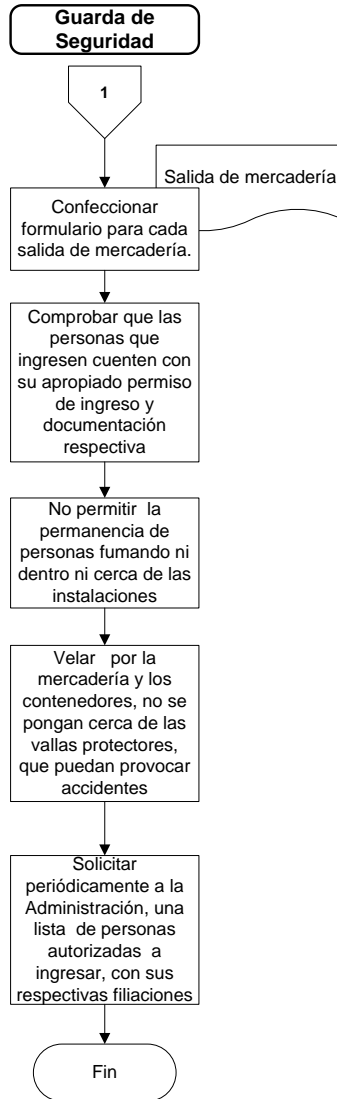 Guarda de
Seguridad
1
Salida de mercadería
Confeccionar
formulario para cada
salida de mercadería.
Comprobar que las
personas que
ingresen cuenten con
su apropiado permiso
de ingreso y
documentación
respectiva
No permitir la
permanencia de
personas fumando ni
dentro ni cerca de las
instalaciones
Velar por la
mercadería y los
contenedores, no se
pongan cerca de las
vallas protectores,
que puedan provocar
accidentes
Solicitar
periódicamente a la
Administración, una
lista de personas
autorizadas a
ingresar, con sus
respectivas filiaciones
Fin